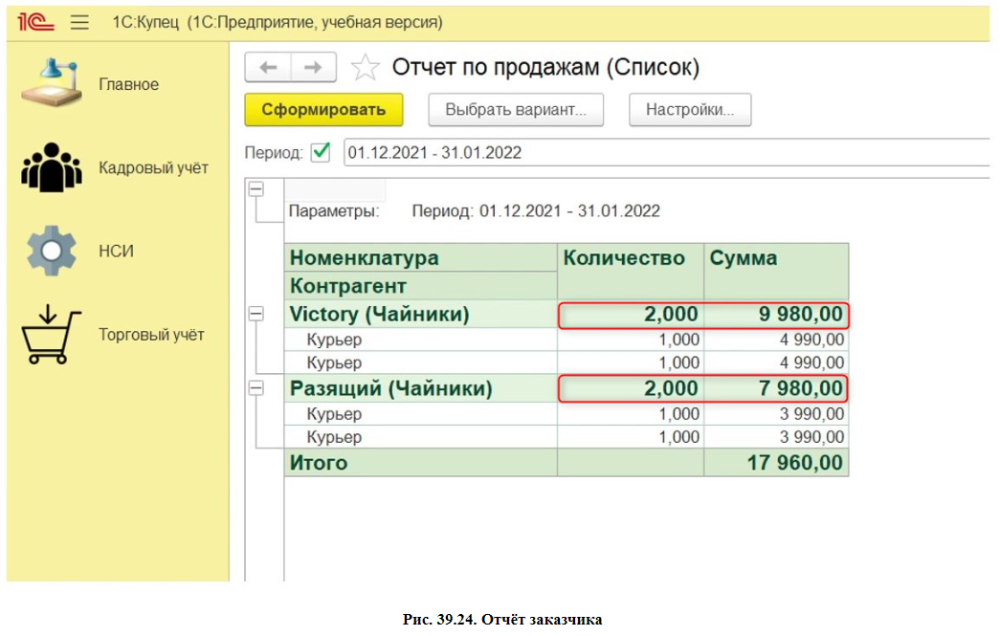 1С:Купец (1С:Предприятие, учебная версия)
Главное
Кадровый учёт
НСИ
Торговый учёт
Отчет по продажам (Список)
Сформировать Выбрать вариант... Настройки...
Период: 01.12.2021 - 31.01.2022
Параметры: Период: 01.12.2021 - 31.01.2022
Номенклатура Количество Сумма
Контрагент
Victory (Чайники) 2,000 9 980,00
Курьер 1,000 4 990,00
Курьер 1,000 4 990,00
Разящий (Чайники) 2,000 7 980,00
Курьер 1,000 3 990,00
Курьер 1,000 3 990,00
Итого 17 960,00
Рис. 39.24. Отчёт заказчика